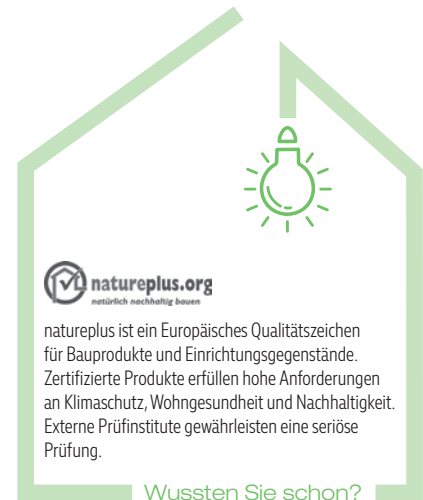 natureplus.org
natürlich nachhaltig bauen
natureplus ist ein Europäisches Qualitätszeichen
für Bauprodukte und Einrichtungsgegenstände.
Zertifizierte Produkte erfüllen hohe Anforderungen
an Klimaschutz, Wohngesundheit und Nachhaltigkeit.
Externe Prüfinstitute gewährleisten eine seriöse
Prüfung.
Wussten Sie schon?